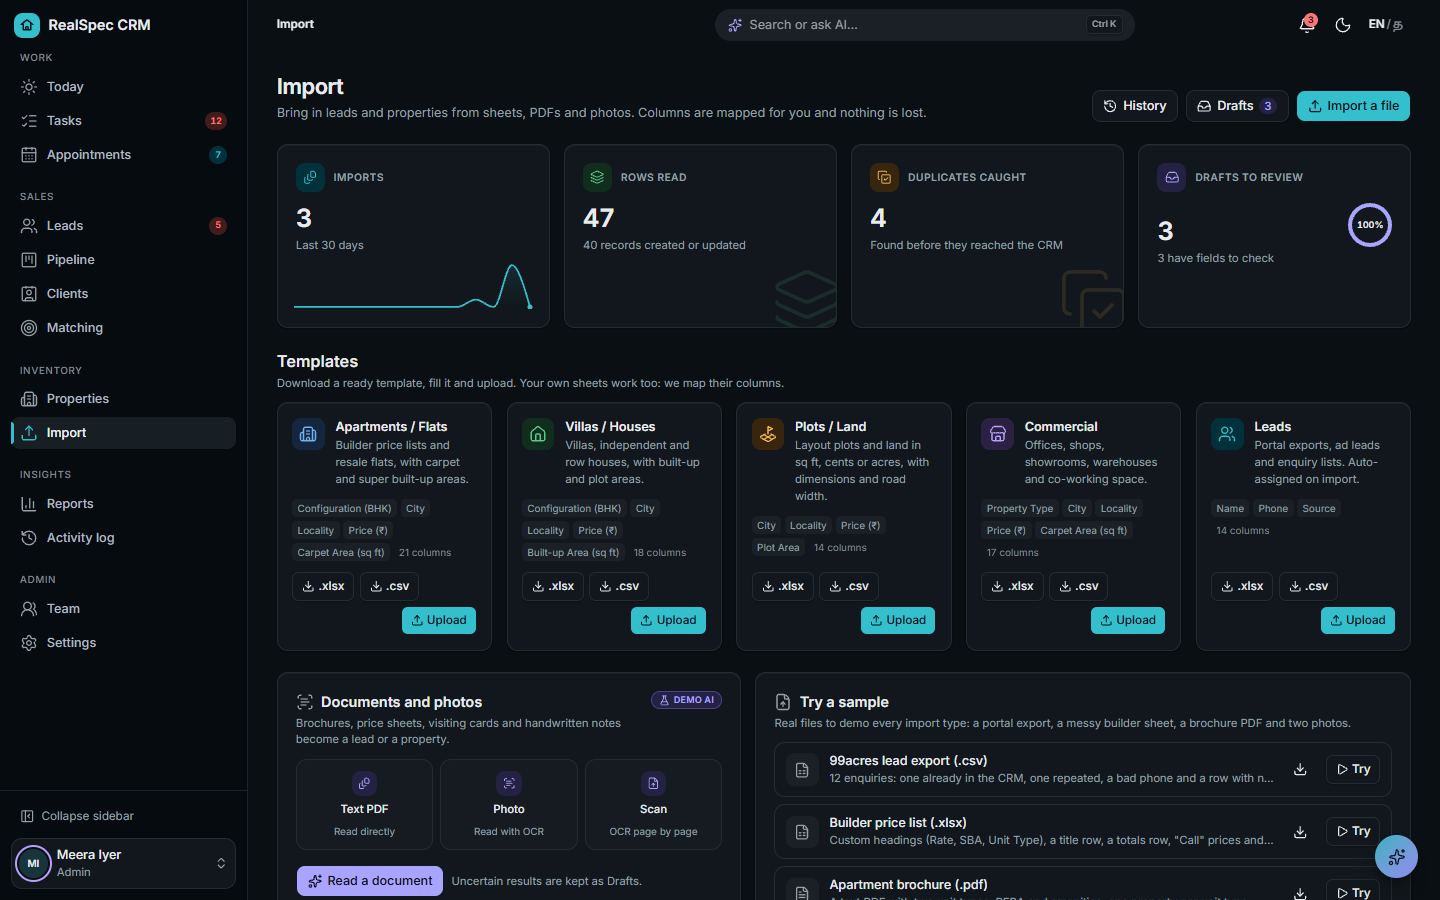 RealSpec CRM
WORK
Today
Tasks 12
Appointments 7
SALES
Leads 5
Pipeline
Clients
Matching
INVENTORY
Properties
Import
INSIGHTS
Reports
Activity log
ADMIN
Team
Settings
Collapse sidebar
MI
Meera Iyer
Admin
Import
Search or ask AI...
Ctrl K
3
EN / த
Import
Bring in leads and properties from sheets, PDFs and photos. Columns are mapped for you and nothing is lost.
History
Drafts 3
Import a file
IMPORTS
3
Last 30 days
ROWS READ
47
40 records created or updated
DUPLICATES CAUGHT
4
Found before they reached the CRM
DRAFTS TO REVIEW
3
100%
3 have fields to check
Templates
Download a ready template, fill it and upload. Your own sheets work too: we map their columns.
Apartments / Flats
Builder price lists and
resale flats, with carpet
and super built-up areas.
Configuration (BHK) City
Locality Price (₹)
Carpet Area (sq ft) 21 columns
.xlsx .csv
Upload
Villas / Houses
Villas, independent and
row houses, with built-up
and plot areas.
Configuration (BHK) City
Locality Price (₹)
Built-up Area (sq ft) 18 columns
.xlsx .csv
Upload
Plots / Land
Layout plots and land in
sq ft, cents or acres, with
dimensions and road
width.
City Locality Price (₹)
Plot Area 14 columns
.xlsx .csv
Upload
Commercial
Offices, shops,
showrooms, warehouses
and co-working space.
Property Type City Locality
Price (₹) Carpet Area (sq ft)
17 columns
.xlsx .csv
Upload
Leads
Portal exports, ad leads
and enquiry lists. Auto-
assigned on import.
Name Phone Source
14 columns
.xlsx .csv
Upload
Documents and photos
DEMO AI
Brochures, price sheets, visiting cards and handwritten notes
become a lead or a property.
Text PDF
Read directly
Photo
Read with OCR
Scan
OCR page by page
Read a document
Uncertain results are kept as Drafts.
Try a sample
Real files to demo every import type: a portal export, a messy builder sheet, a brochure PDF and two photos.
99acres lead export (.csv)
12 enquiries: one already in the CRM, one repeated, a bad phone and a row with n...
Try
Builder price list (.xlsx)
Custom headings (Rate, SBA, Unit Type), a title row, a totals row, "Call" prices and...
Try
Apartment brochure (.pdf)
Try